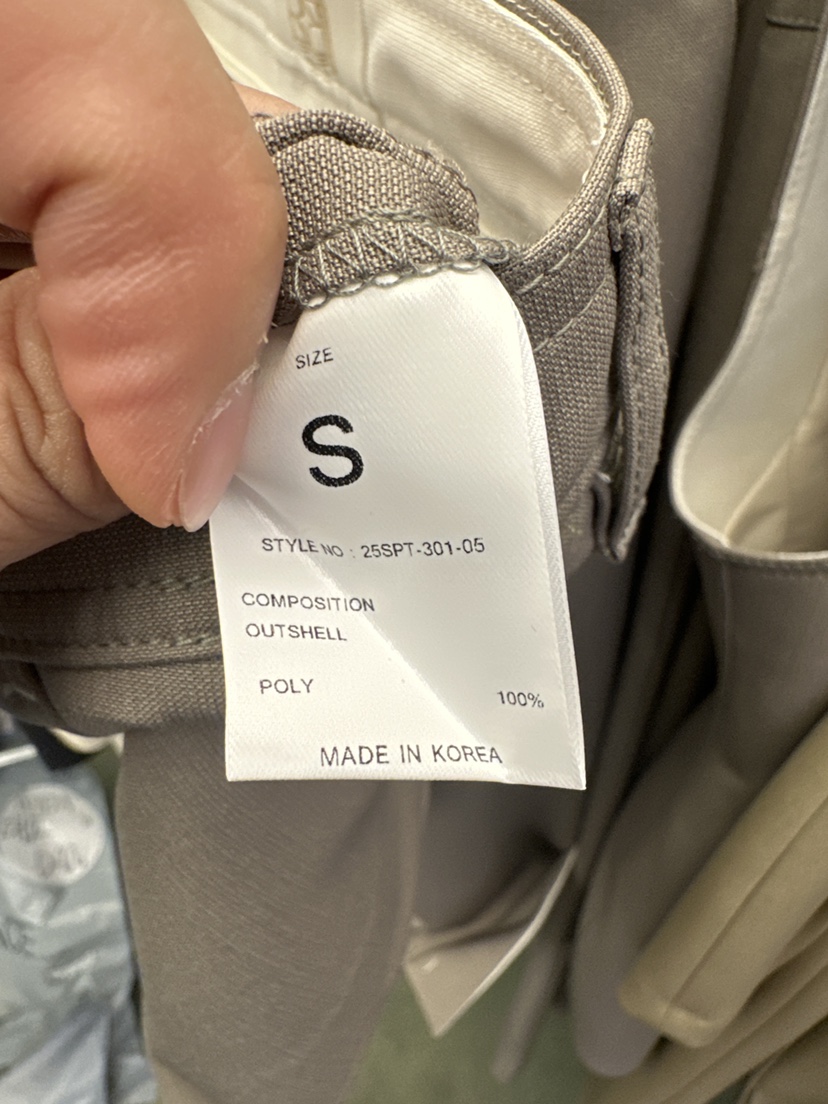 SIZE
S
STYLE NO : 25SPT-301-05
COMPOSITION
OUTSHELL
POLY 100%
MADE IN KOREA